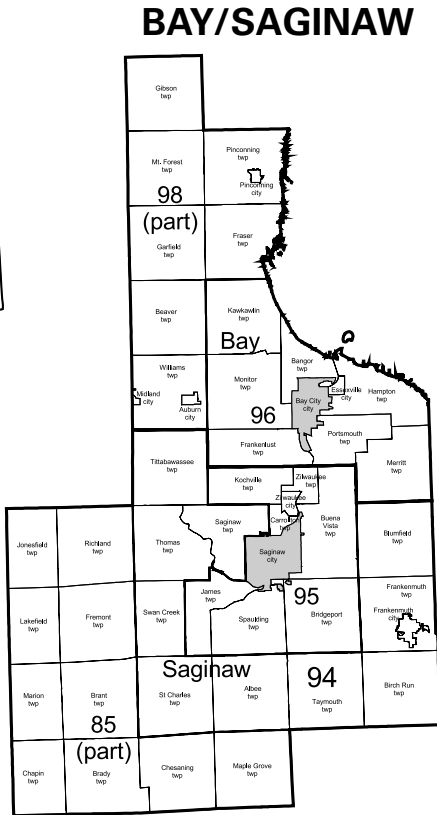 BAY/SAGINAW
Gibson
twp
Mt. Forest
twp
Pinconning
twp
Pinconning
city
98
(part)
Garfield
twp
Fraser
twp
Beaver
twp
Kawkawlin
twp
Bay
Williams
twp
Midland
city
Auburn
city
Monitor
twp
96
Bangor
twp
Essexville
city
Hampton
twp
Bay City
city
Portsmouth
twp
Frankenlust
twp
Merritt
twp
Tittabawassee
twp
Kochville
twp
Zilwaukee
twp
Zilwaukee
city
Carrollton
twp
Buena
Vista
twp
Saginaw
twp
Saginaw
city
Blumfield
twp
Jonesfield
twp
Richland
twp
Thomas
twp
James
twp
Swan Creek
twp
Spaulding
twp
95
Bridgeport
twp
Frankenmuth
twp
Frankenmuth
city
Lakefield
twp
Fremont
twp
Saginaw
Marion
twp
Brant
twp
St Charles
twp
Albee
twp
94
Taymouth
twp
Birch Run
twp
85
(part)
Chapin
twp
Brady
twp
Chesaning
twp
Maple Grove
twp